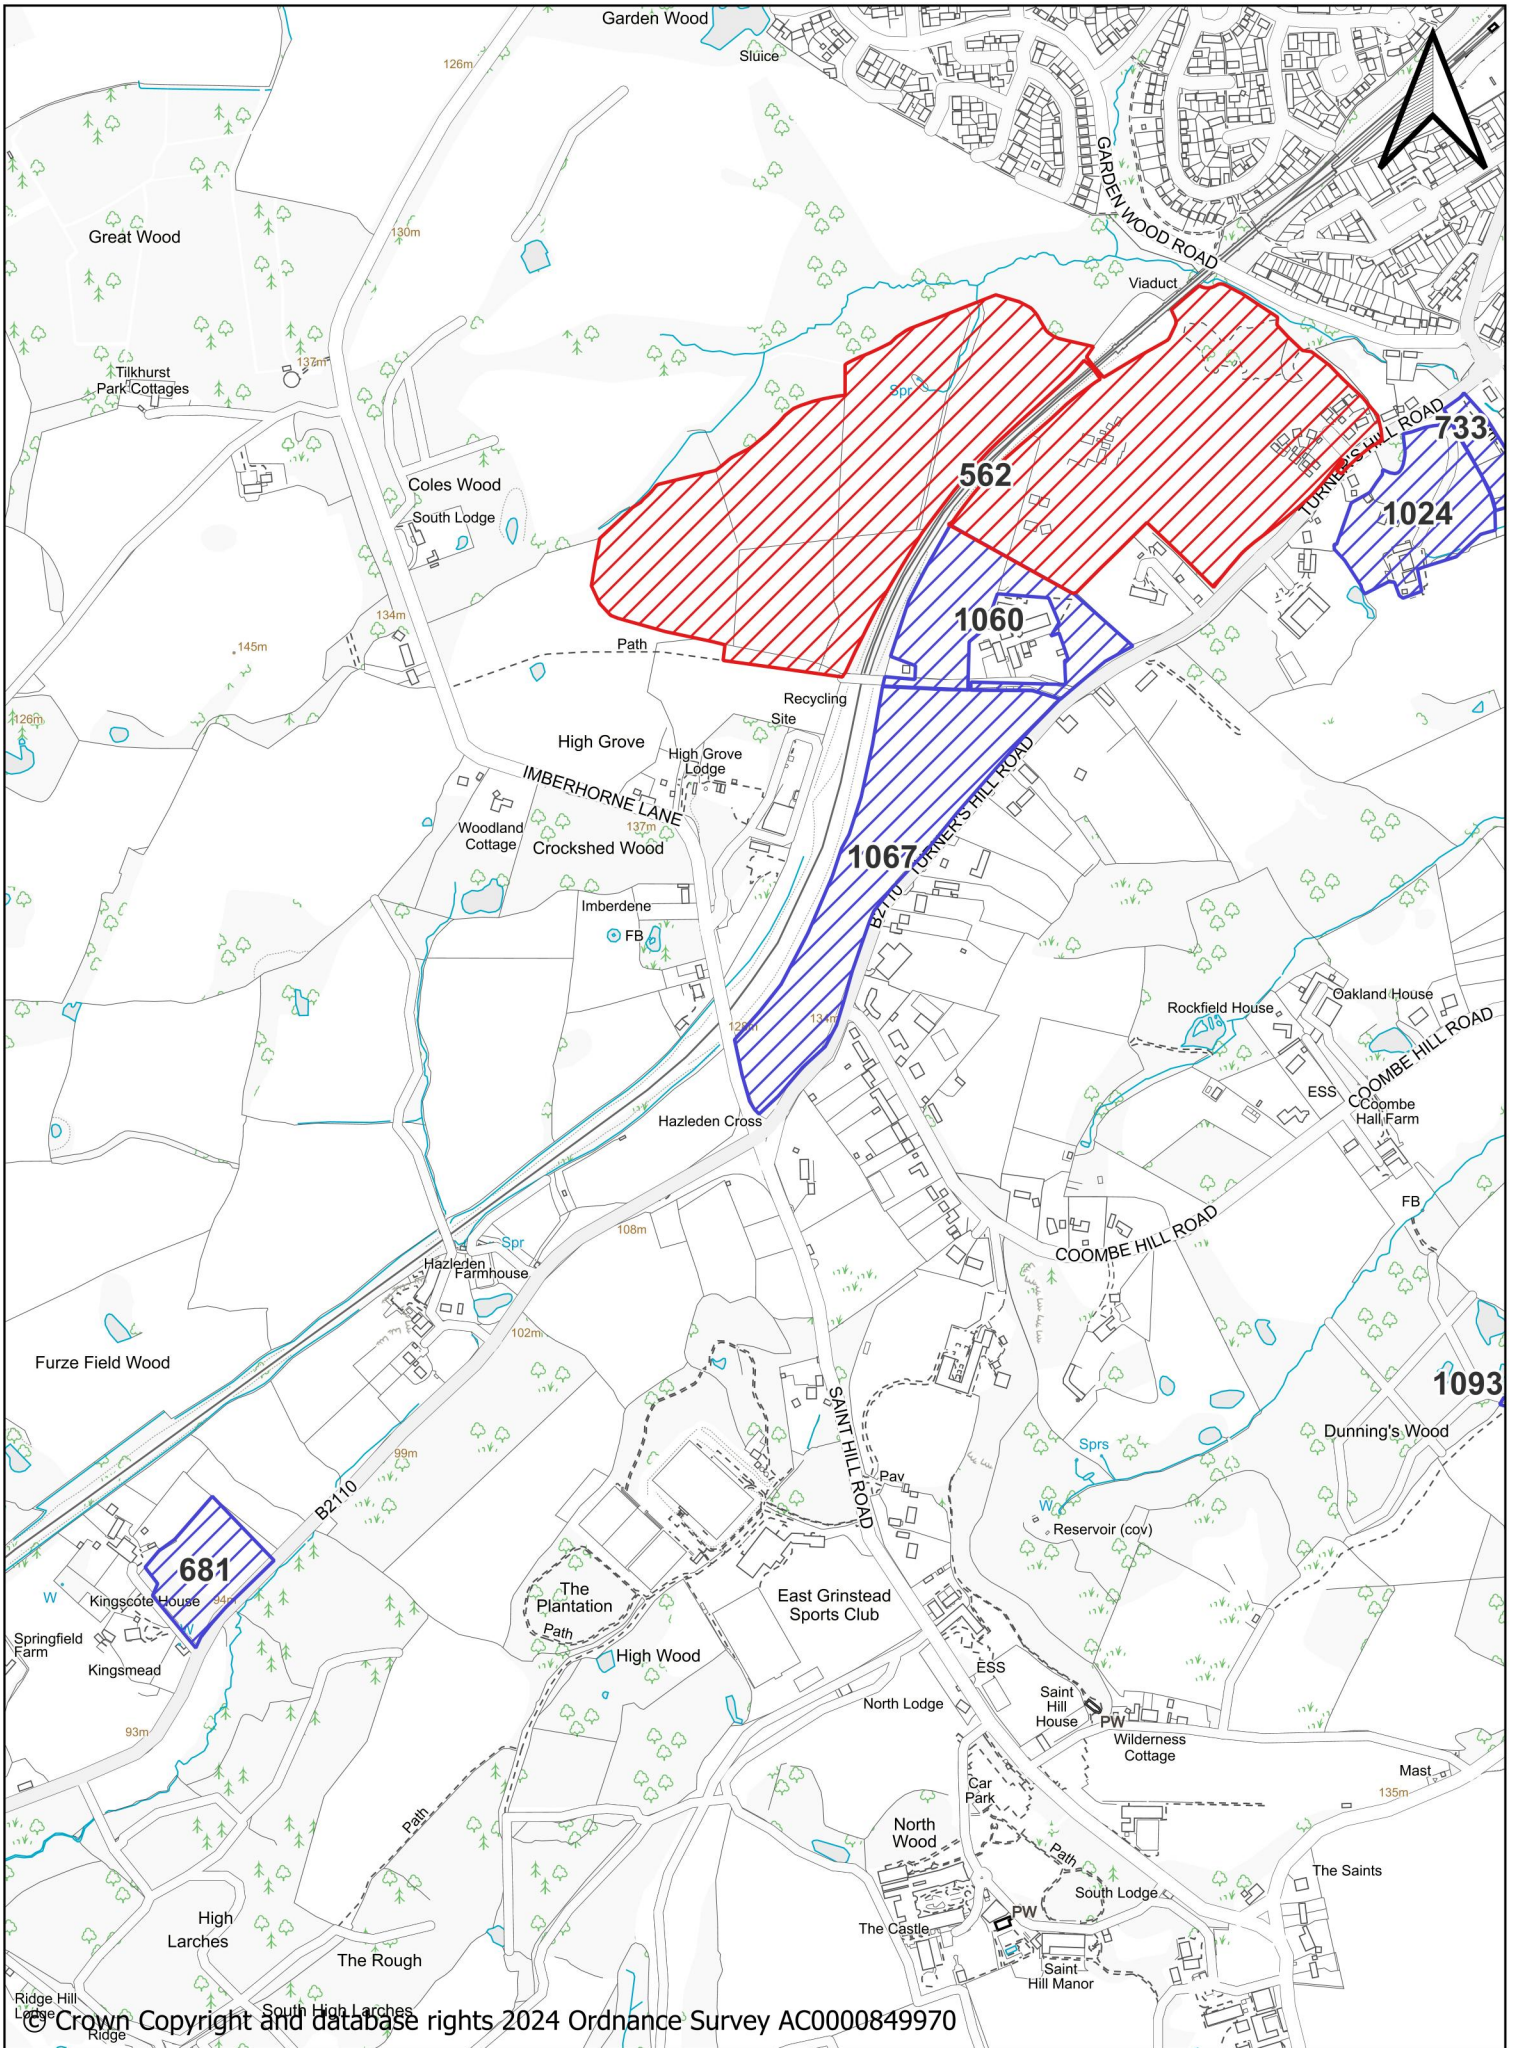 Garden Wood
Sluice
126m
GARDEN WOOD ROAD
130m
Great Wood
Viaduct
137m
Tilkhurst
Park Cottages
Spr
TURNER'S HILL ROAD
733
562
Coles Wood
South Lodge
1024
134m
1060
145m
Path
Recycling
Site
126m
High Grove
High Grove
Lodge
IMBERHORNE LANE
137m
Woodland
Cottage
Crockshed Wood
1067
B2110
TURNER'S HILL ROAD
Imberdene
FB
Oakland House
Rockfield House
134m
COOMBE HILL ROAD
ESS
Coombe
Hall Farm
Hazleden Cross
FB
108m
COOMBE HILL ROAD
Spr
Hazleden
Farmhouse
102m
Furze Field Wood
1093
SAINT HILL ROAD
Dunning's Wood
99m
Sprs
Pav
B2110
W
Reservoir (cov)
681
W
Kingscote House
94m
W
The
Plantation
East Grinstead
Sports Club
Path
Springfield
Farm
Kingsmead
High Wood
ESS
North Lodge
Saint
Hill
House
PW
93m
Wilderness
Cottage
Mast
Car
Park
135m
Path
North
Wood
Path
The Saints
South Lodge
High
Larches
PW
The Castle
The Rough
Saint
Hill Manor
Ridge Hill
Lodge
South High Larches
© Crown Copyright and database rights 2024 Ordnance Survey AC0000849970
Ridge